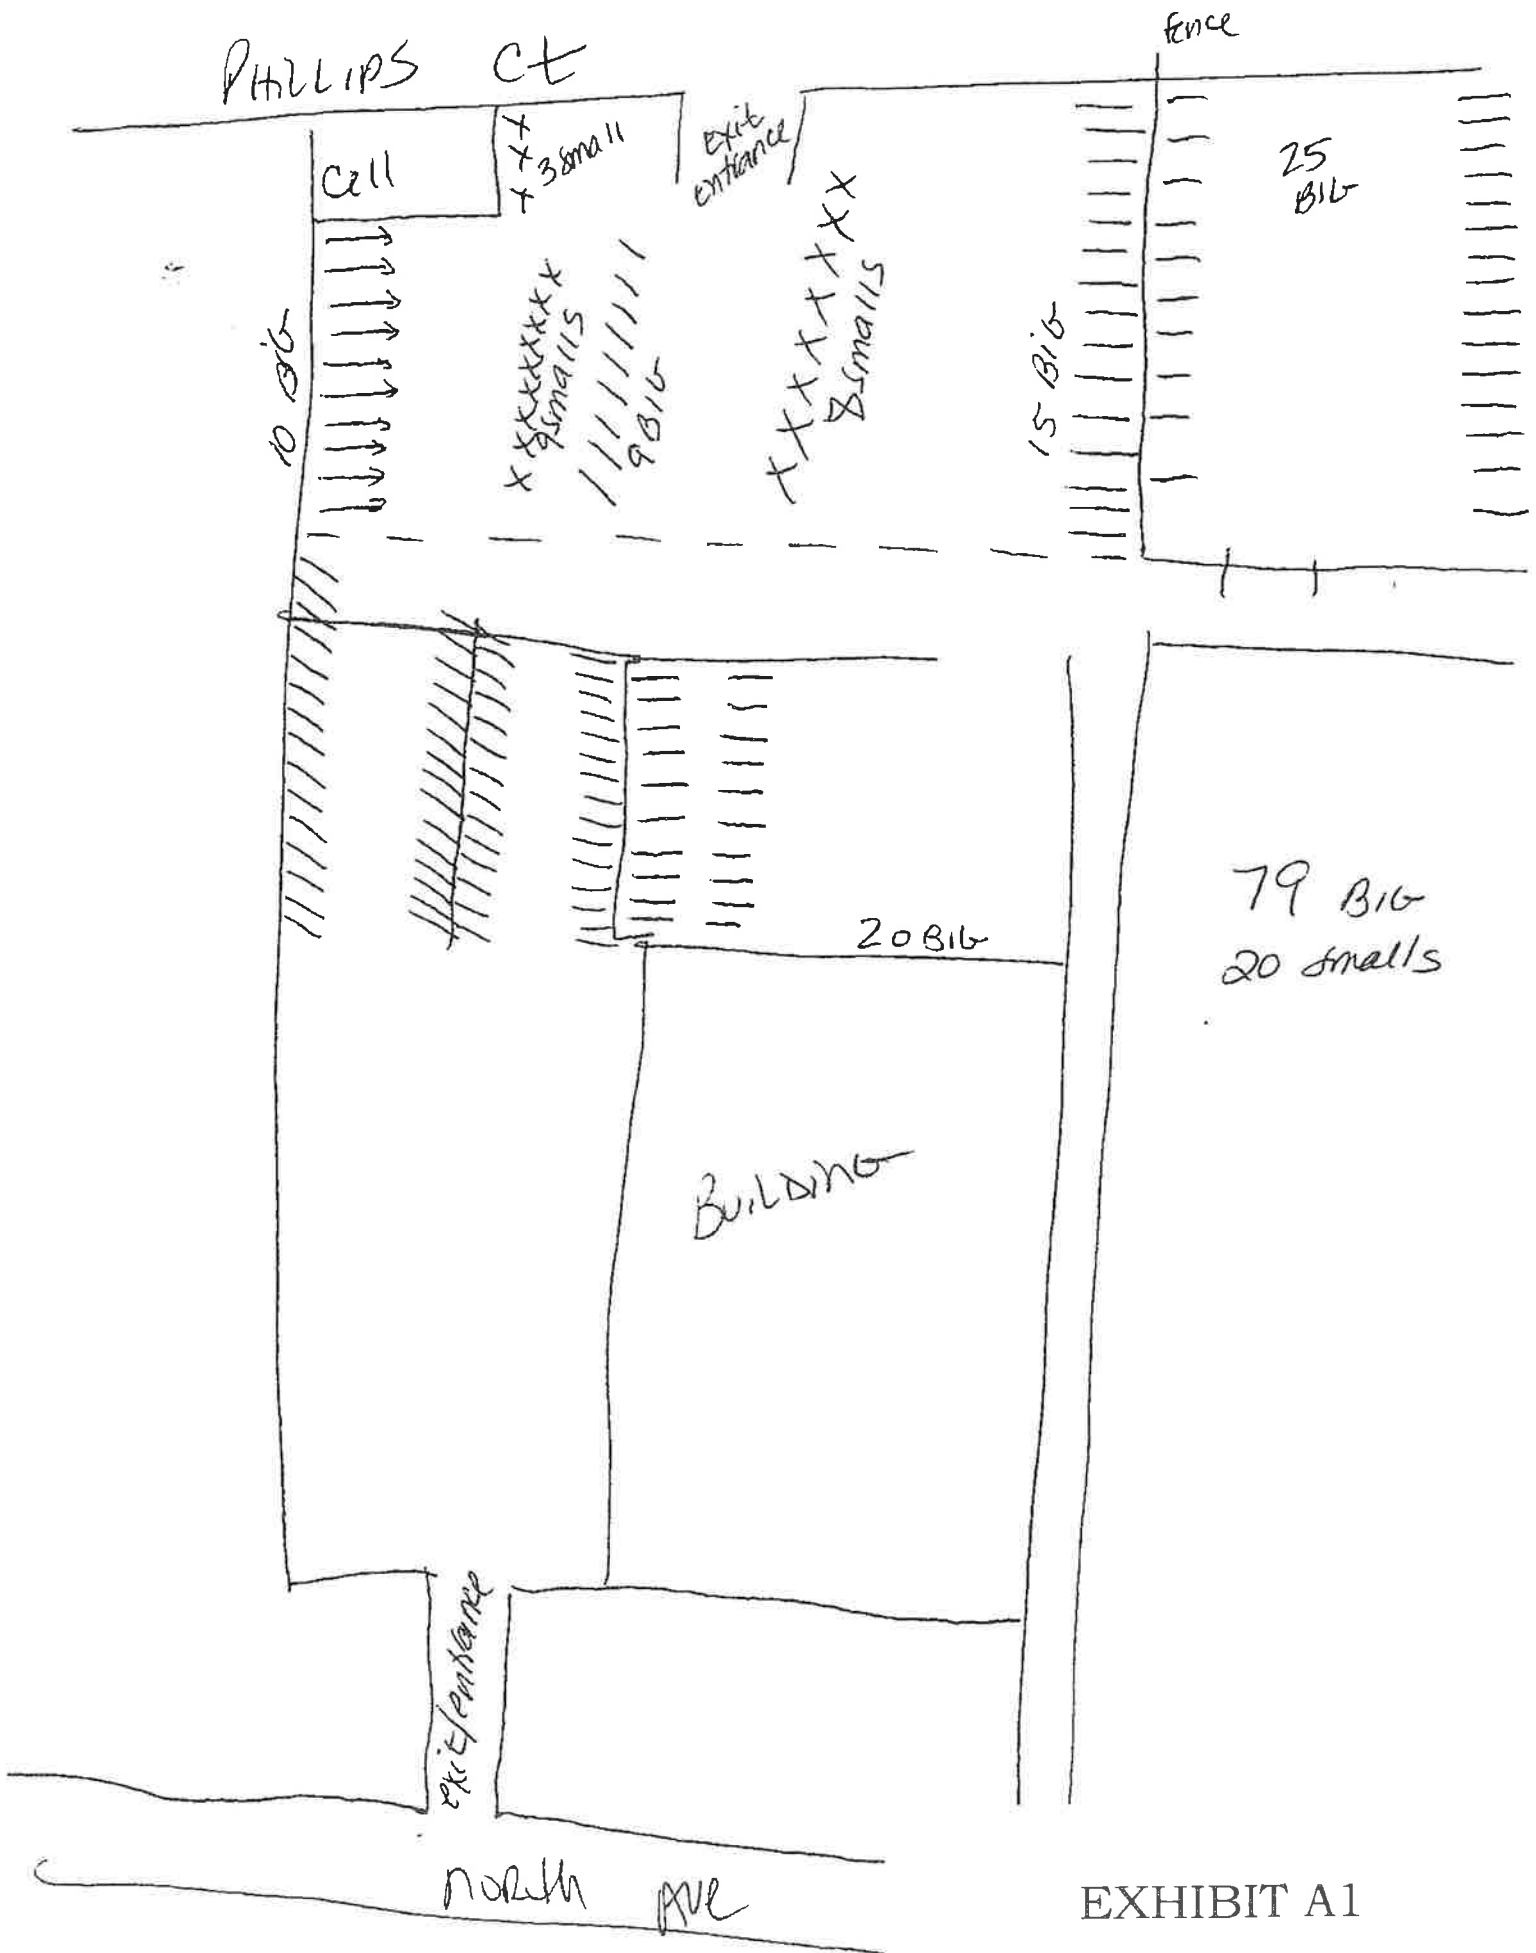 PHILLIPS Ct
fence
Cell
3 small
exit
entrance
25
BIG
10 BiG
9 smalls
9 BIG
8 smalls
15 BIG
20 BIG
79 BIG
20 smalls
BUILDING
exit/entrance
NORth AVE
EXHIBIT A1